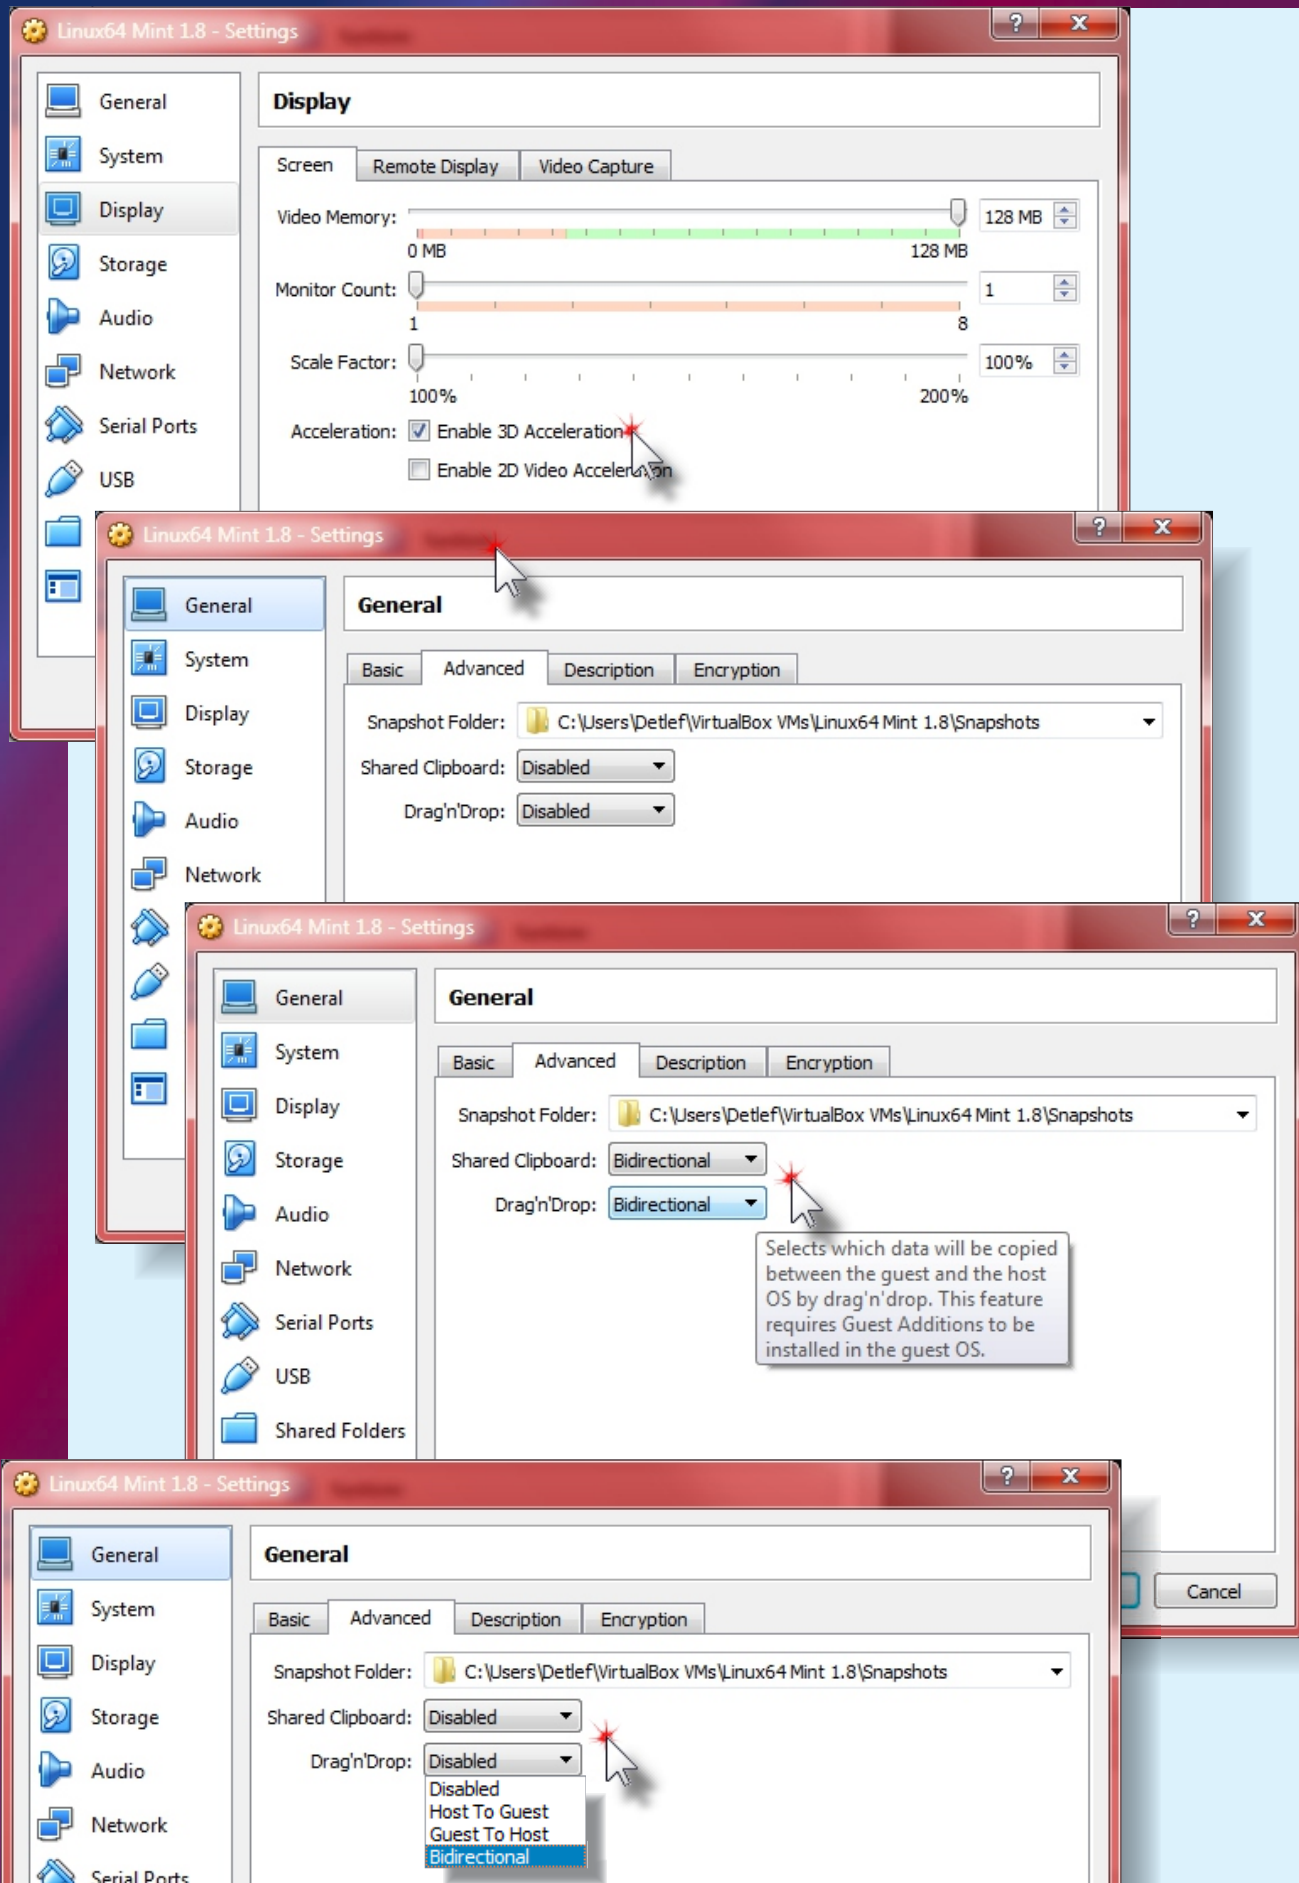 Linux64 Mint 1.8 - Settings
General
System
Display
Storage
Audio
Network
Serial Ports
USB
Display
Screen
Remote Display
Video Capture
Video Memory:
128 MB
0 MB
128 MB
Monitor Count:
1
1
8
Scale Factor:
100%
100%
200%
Acceleration:
Enable 3D Acceleration
Enable 2D Video Acceleration
Linux64 Mint 1.8 - Settings
General
System
Display
Storage
Audio
Network
General
Basic
Advanced
Description
Encryption
Snapshot Folder:
C:\Users\Detlef\VirtualBox VMs\Linux64 Mint 1.8\Snapshots
Shared Clipboard:
Disabled
Drag'n'Drop:
Disabled
Linux64 Mint 1.8 - Settings
General
System
Display
Storage
Audio
Network
Serial Ports
USB
Shared Folders
General
Basic
Advanced
Description
Encryption
Snapshot Folder:
C:\Users\Detlef\VirtualBox VMs\Linux64 Mint 1.8\Snapshots
Shared Clipboard:
Bidirectional
Drag'n'Drop:
Bidirectional
Selects which data will be copied
between the guest and the host
OS by drag'n'drop. This feature
requires Guest Additions to be
installed in the guest OS.
Cancel
Linux64 Mint 1.8 - Settings
General
System
Display
Storage
Audio
Network
Serial Ports
General
Basic
Advanced
Description
Encryption
Snapshot Folder:
C:\Users\Detlef\VirtualBox VMs\Linux64 Mint 1.8\Snapshots
Shared Clipboard:
Disabled
Drag'n'Drop:
Disabled
Disabled
Host To Guest
Guest To Host
Bidirectional